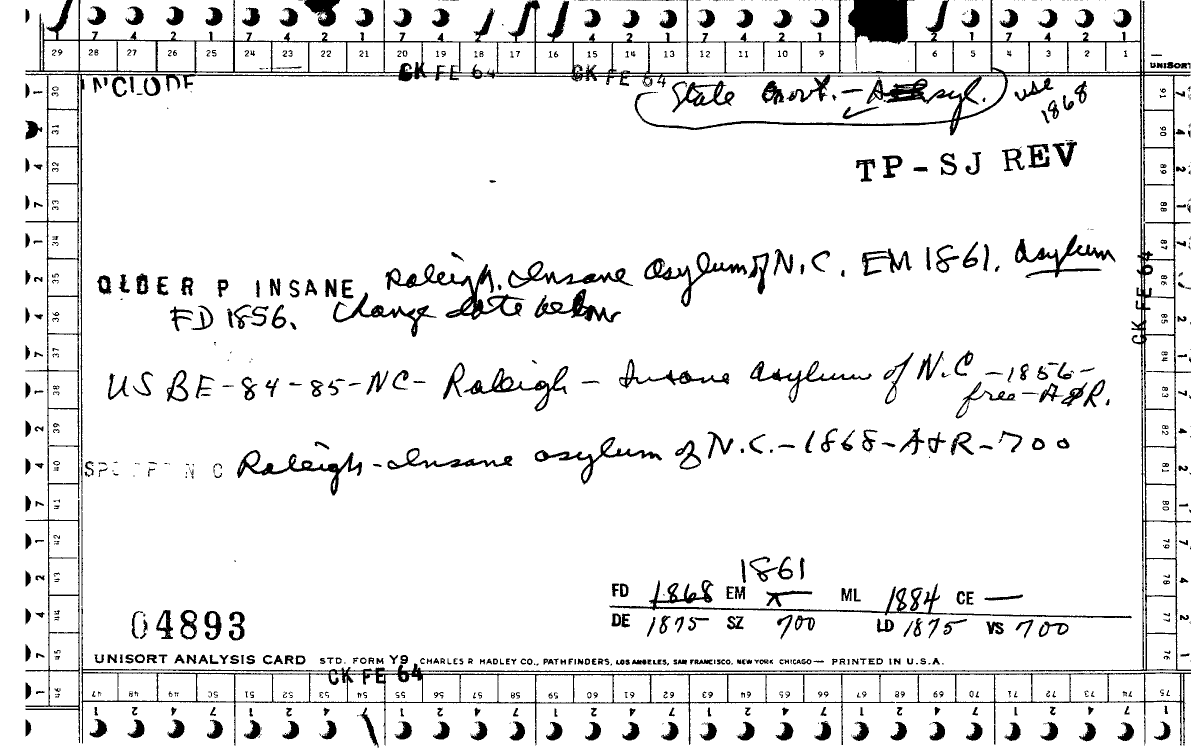 7 4 2 1 7 4 2 1 7 4 2 1 7 4 2 1 7 4 2 1 7 4 2 1
29 28 27 26 25 24 23 22 21 20 19 18 17 16 15 14 13 12 11 10 9 6 5 4 3 2 1
UNISORT
CK FE 64 CK FE 64
INCLUDE
State Govt. - Asyl. use
1868
TP-SJ REV
OLDER P INSANE Raleigh. Insane asylum of N.C. EM 1861. Asylum
FD 1856. Change date below
CK FE 64
US BE-84-85-NC- Raleigh - Insane asylum of N.C -1856-
free-A&R.
N C Raleigh-Insane asylum of N.C.-1868-A&R-700
1861
FD 1868 EM ML 1884 CE —
DE 1875 SZ 700 LD 1875 VS 700
04893
UNISORT ANALYSIS CARD STD. FORM Y9 CHARLES R. HADLEY CO., PATHFINDERS, LOS ANGELES, SAN FRANCISCO, NEW YORK CHICAGO — PRINTED IN U.S.A.
CK FE 64
30 31 32 33 34 35 36 37 38 39 40 41 42 43 44 45 46
91 90 89 88 87 86 85 84 83 82 81 80 79 78 77 76
47 48 49 50 51 52 53 54 55 56 57 58 59 60 61 62 63 64 65 66 67 68 69 70 71 72 73 74 75